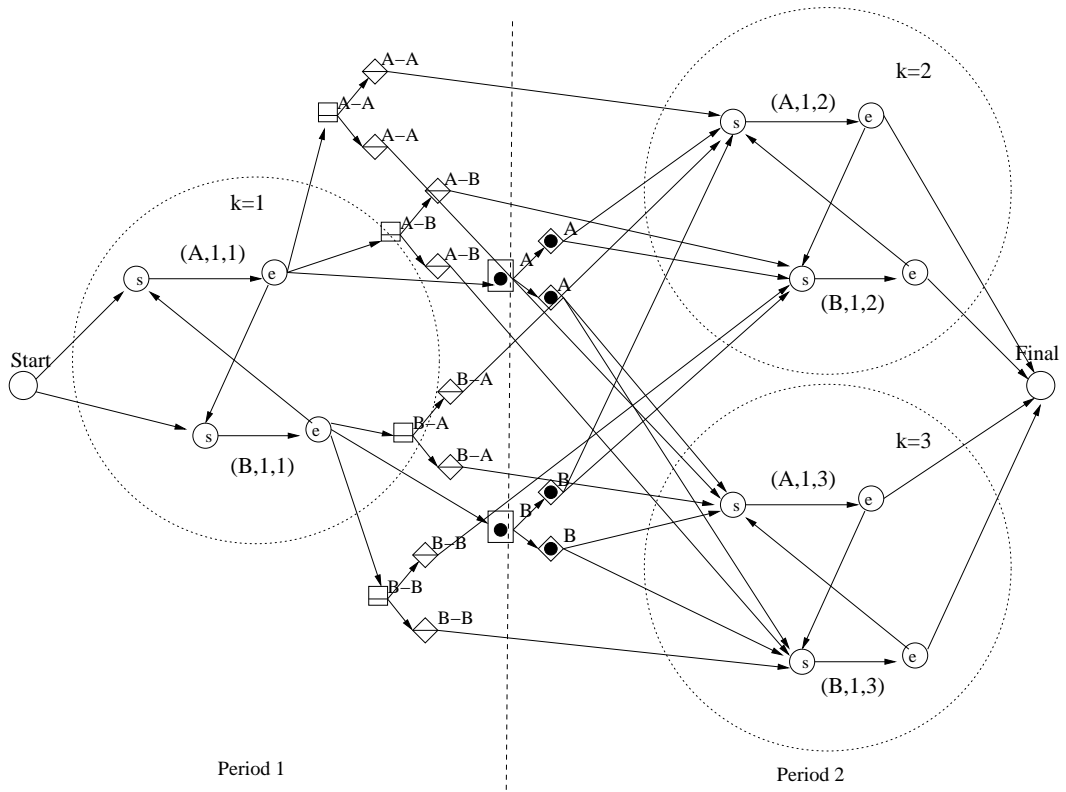 A−A
k=2
A−A
(A,1,2)
s
e
A−A
A−B
k=1
A−B
A
(A,1,1)
A−B
A
s
e
s
e
A
(B,1,2)
Start
Final
B−A
B−A
s
e
k=3
(B,1,1)
B−A
B
(A,1,3)
s
e
B
B
B−B
B−B
B−B
s
e
(B,1,3)
Period 1
Period 2